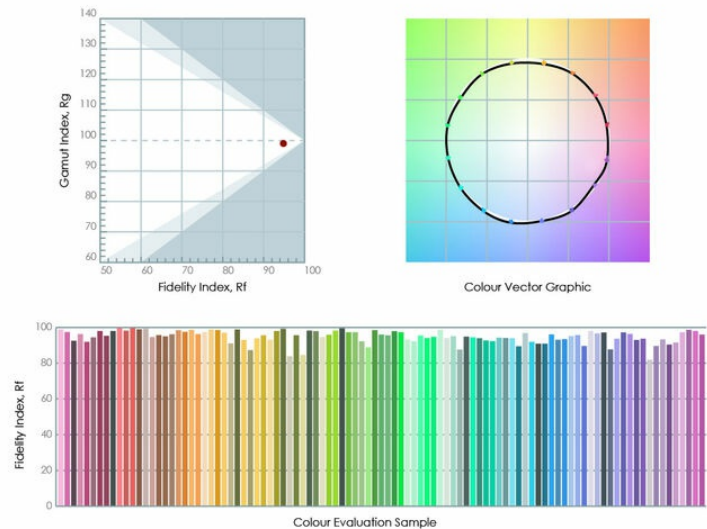 140
130
120
110
100
90
80
70
60
Gamut Index, Rg
50 60 70 80 90 100
Fidelity Index, Rf
Colour Vector Graphic
100
80
60
40
20
0
Fidelity Index, Rf
Colour Evaluation Sample